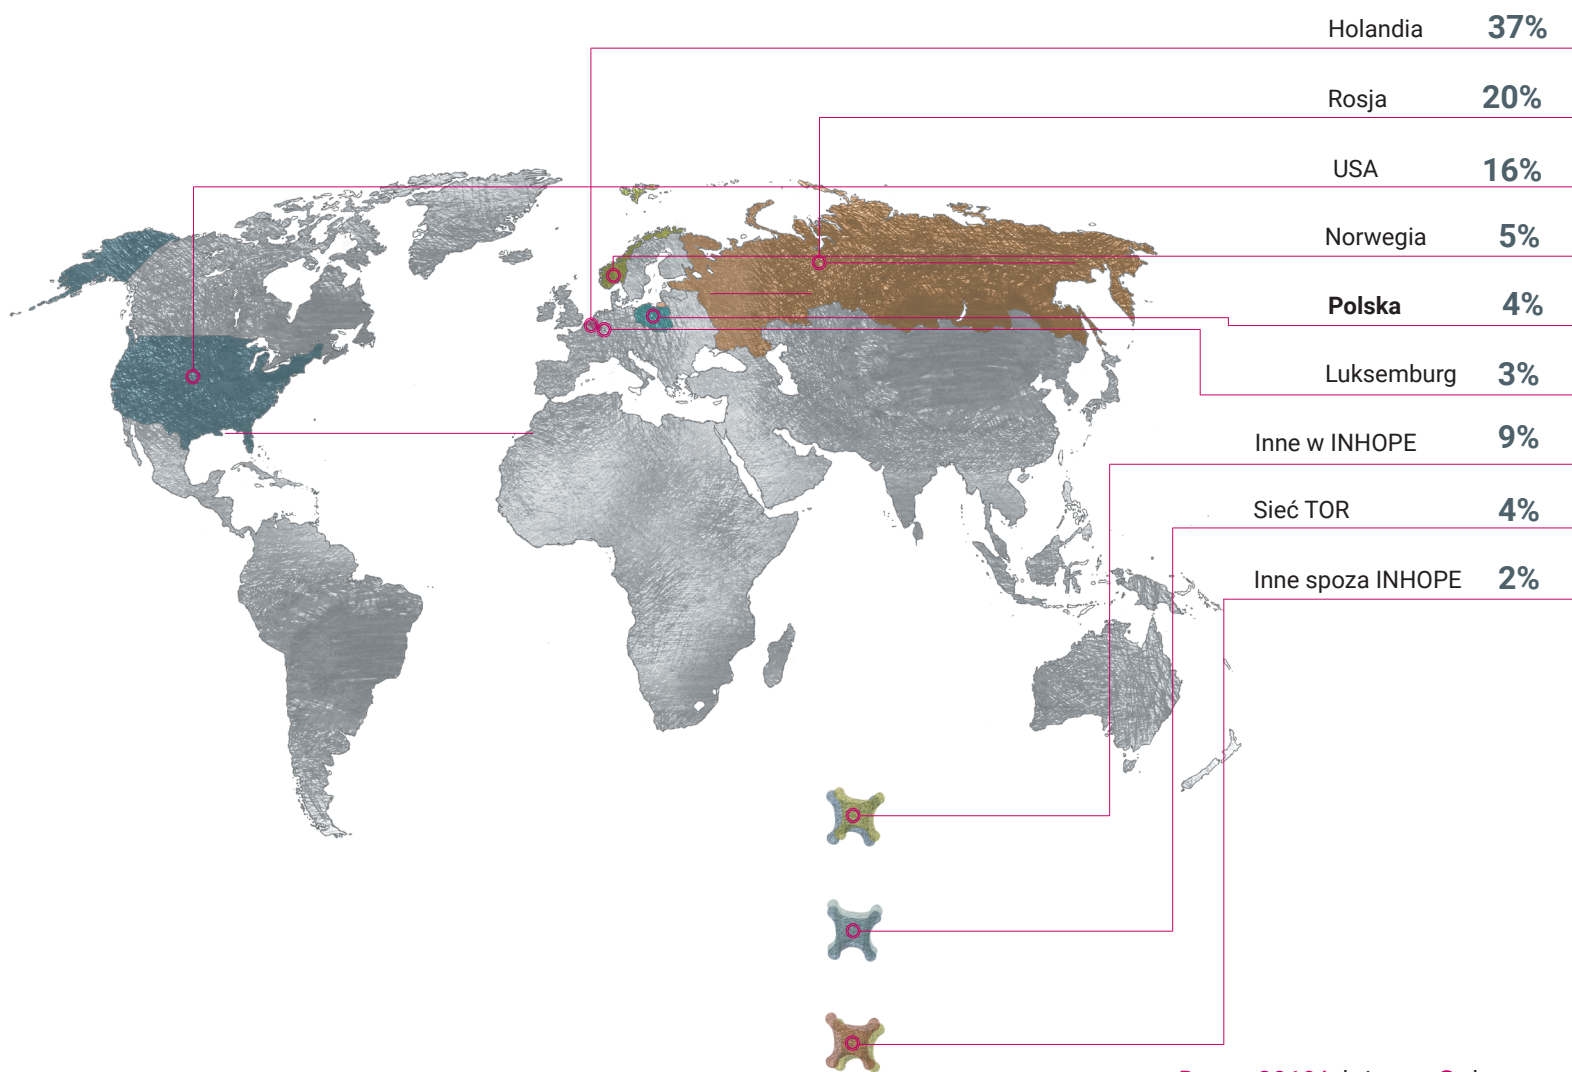 Holandia 37%
Rosja 20%
USA 16%
Norwegia 5%
Polska 4%
Luksemburg 3%
Inne w INHOPE 9%
Sieć TOR 4%
Inne spoza INHOPE 2%